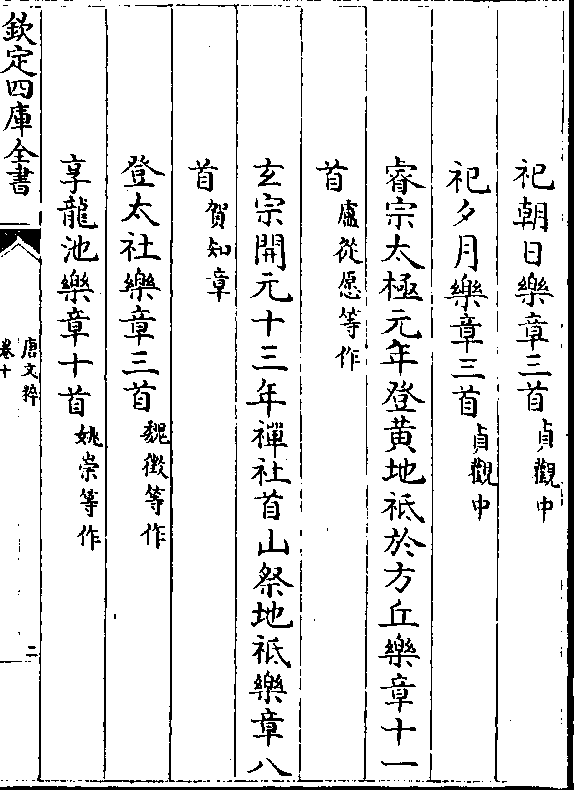 祀朝日樂章三首貞觀中
祀夕月樂章三首貞觀中
睿宗太極元年登黄地祇於方丘樂章十一
首盧從愿等作
玄宗開元十三年禪社首山祭地祇樂章八
首賀知章
登太社樂章三首魏徵等作
享龍池樂章十首姚崇等作
欽定四庫全書
唐文粹
卷十
二